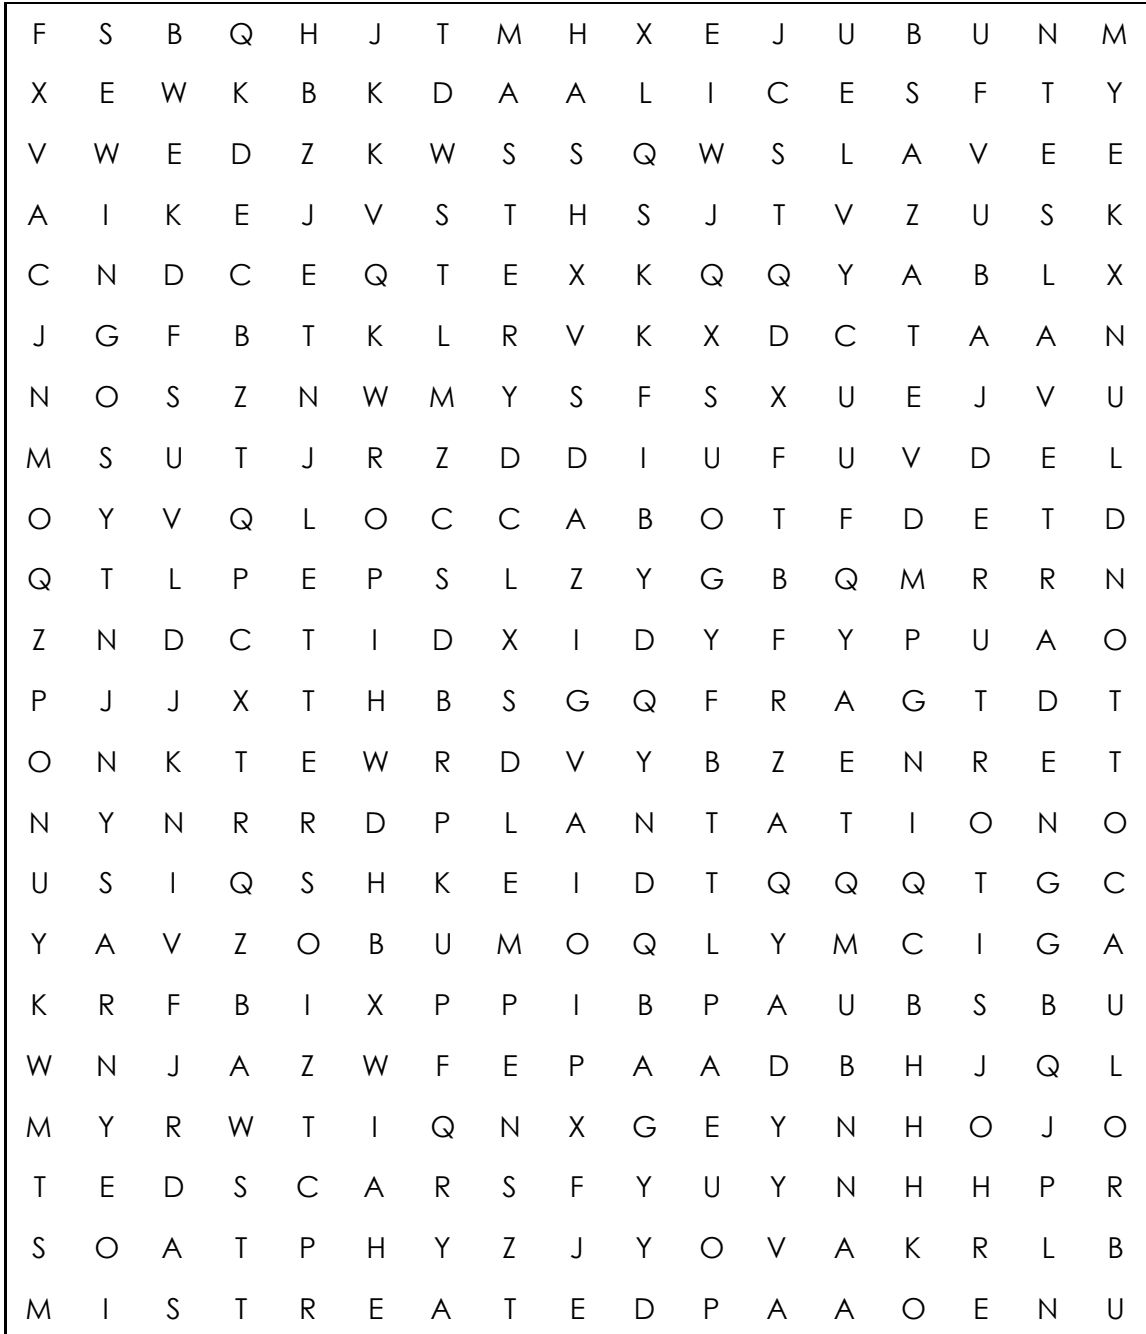 F S B Q H J T M H X E J U B U N M
X E W K B K D A A L I C E S F T Y
V W E D Z K W S S Q W S L A V E E
A I K E J V S T H S J T V Z U S K
C N D C E Q T E X K Q Q Y A B L X
J G F B T K L R V K X D C T A A N
N O S Z N W M Y S F S X U E J V U
M S U T J R Z D D I U F U V D E L
O Y V Q L O C C A B O T F D E T D
Q T L P E P S L Z Y G B Q M R R N
Z N D C T I D X I D Y F Y P U A O
P J J X T H B S G Q F R A G T D T
O N K T E W R D V Y B Z E N R E T
N Y N R R D P L A N T A T I O N O
U S I Q S H K E I D T Q Q Q T G C
Y A V Z O B U M O Q L Y M C I G A
K R F B I X P P I B P A U B S B U
W N J A Z W F E P A A D B H J Q L
M Y R W T I Q N X G E Y N H O J O
T E D S C A R S F Y U Y N H H P R
S O A T P H Y Z J Y O V A K R L B
M I S T R E A T E D P A A O E N U